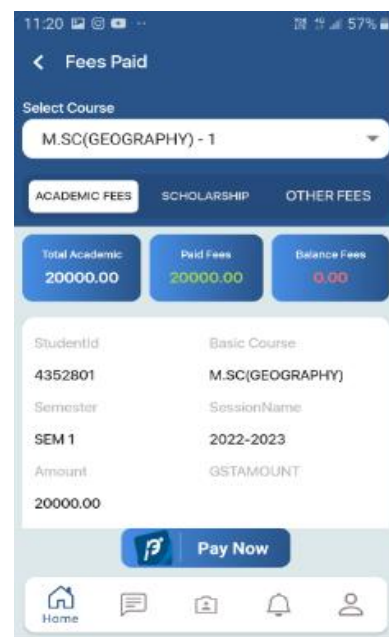 11:20
57%
Fees Paid
Select Course
M.SC(GEOGRAPHY) - 1
ACADEMIC FEES SCHOLARSHIP OTHER FEES
Total Academic Paid Fees Balance Fees
20000.00 20000.00 0.00
StudentId Basic Course
4352801 M.SC(GEOGRAPHY)
Semester SessionName
SEM 1 2022-2023
Amount GSTAMOUNT
20000.00
Pay Now
Home